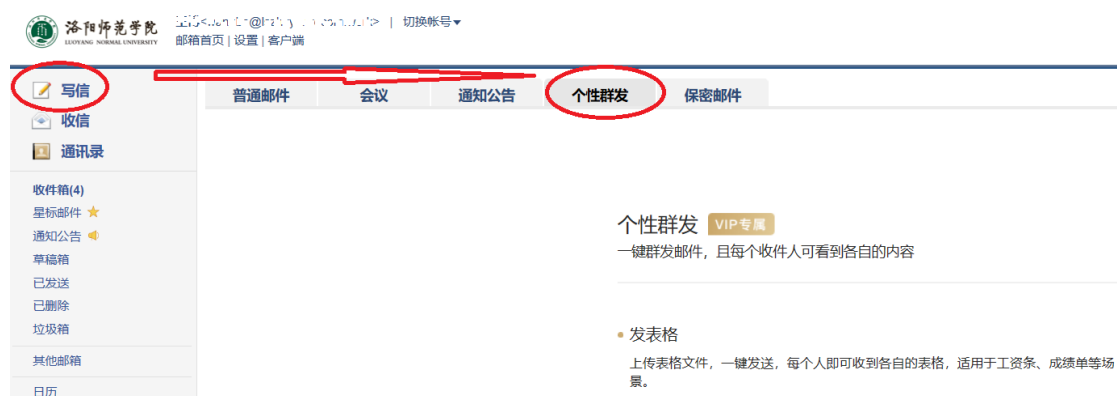 洛阳师范学院
LUOYANG NORMAL UNIVERSITY
| 切换帐号
邮箱首页 | 设置 | 客户端
写信
收信
通讯录
普通邮件 会议 通知公告 个性群发 保密邮件
收件箱(4)
星标邮件
通知公告
草稿箱
已发送
已删除
垃圾箱
其他邮箱
日历
个性群发 VIP专属
一键群发邮件，且每个收件人可看到各自的内容
发表格
上传表格文件，一键发送，每个人即可收到各自的表格，适用于工资条、成绩单等场
景。